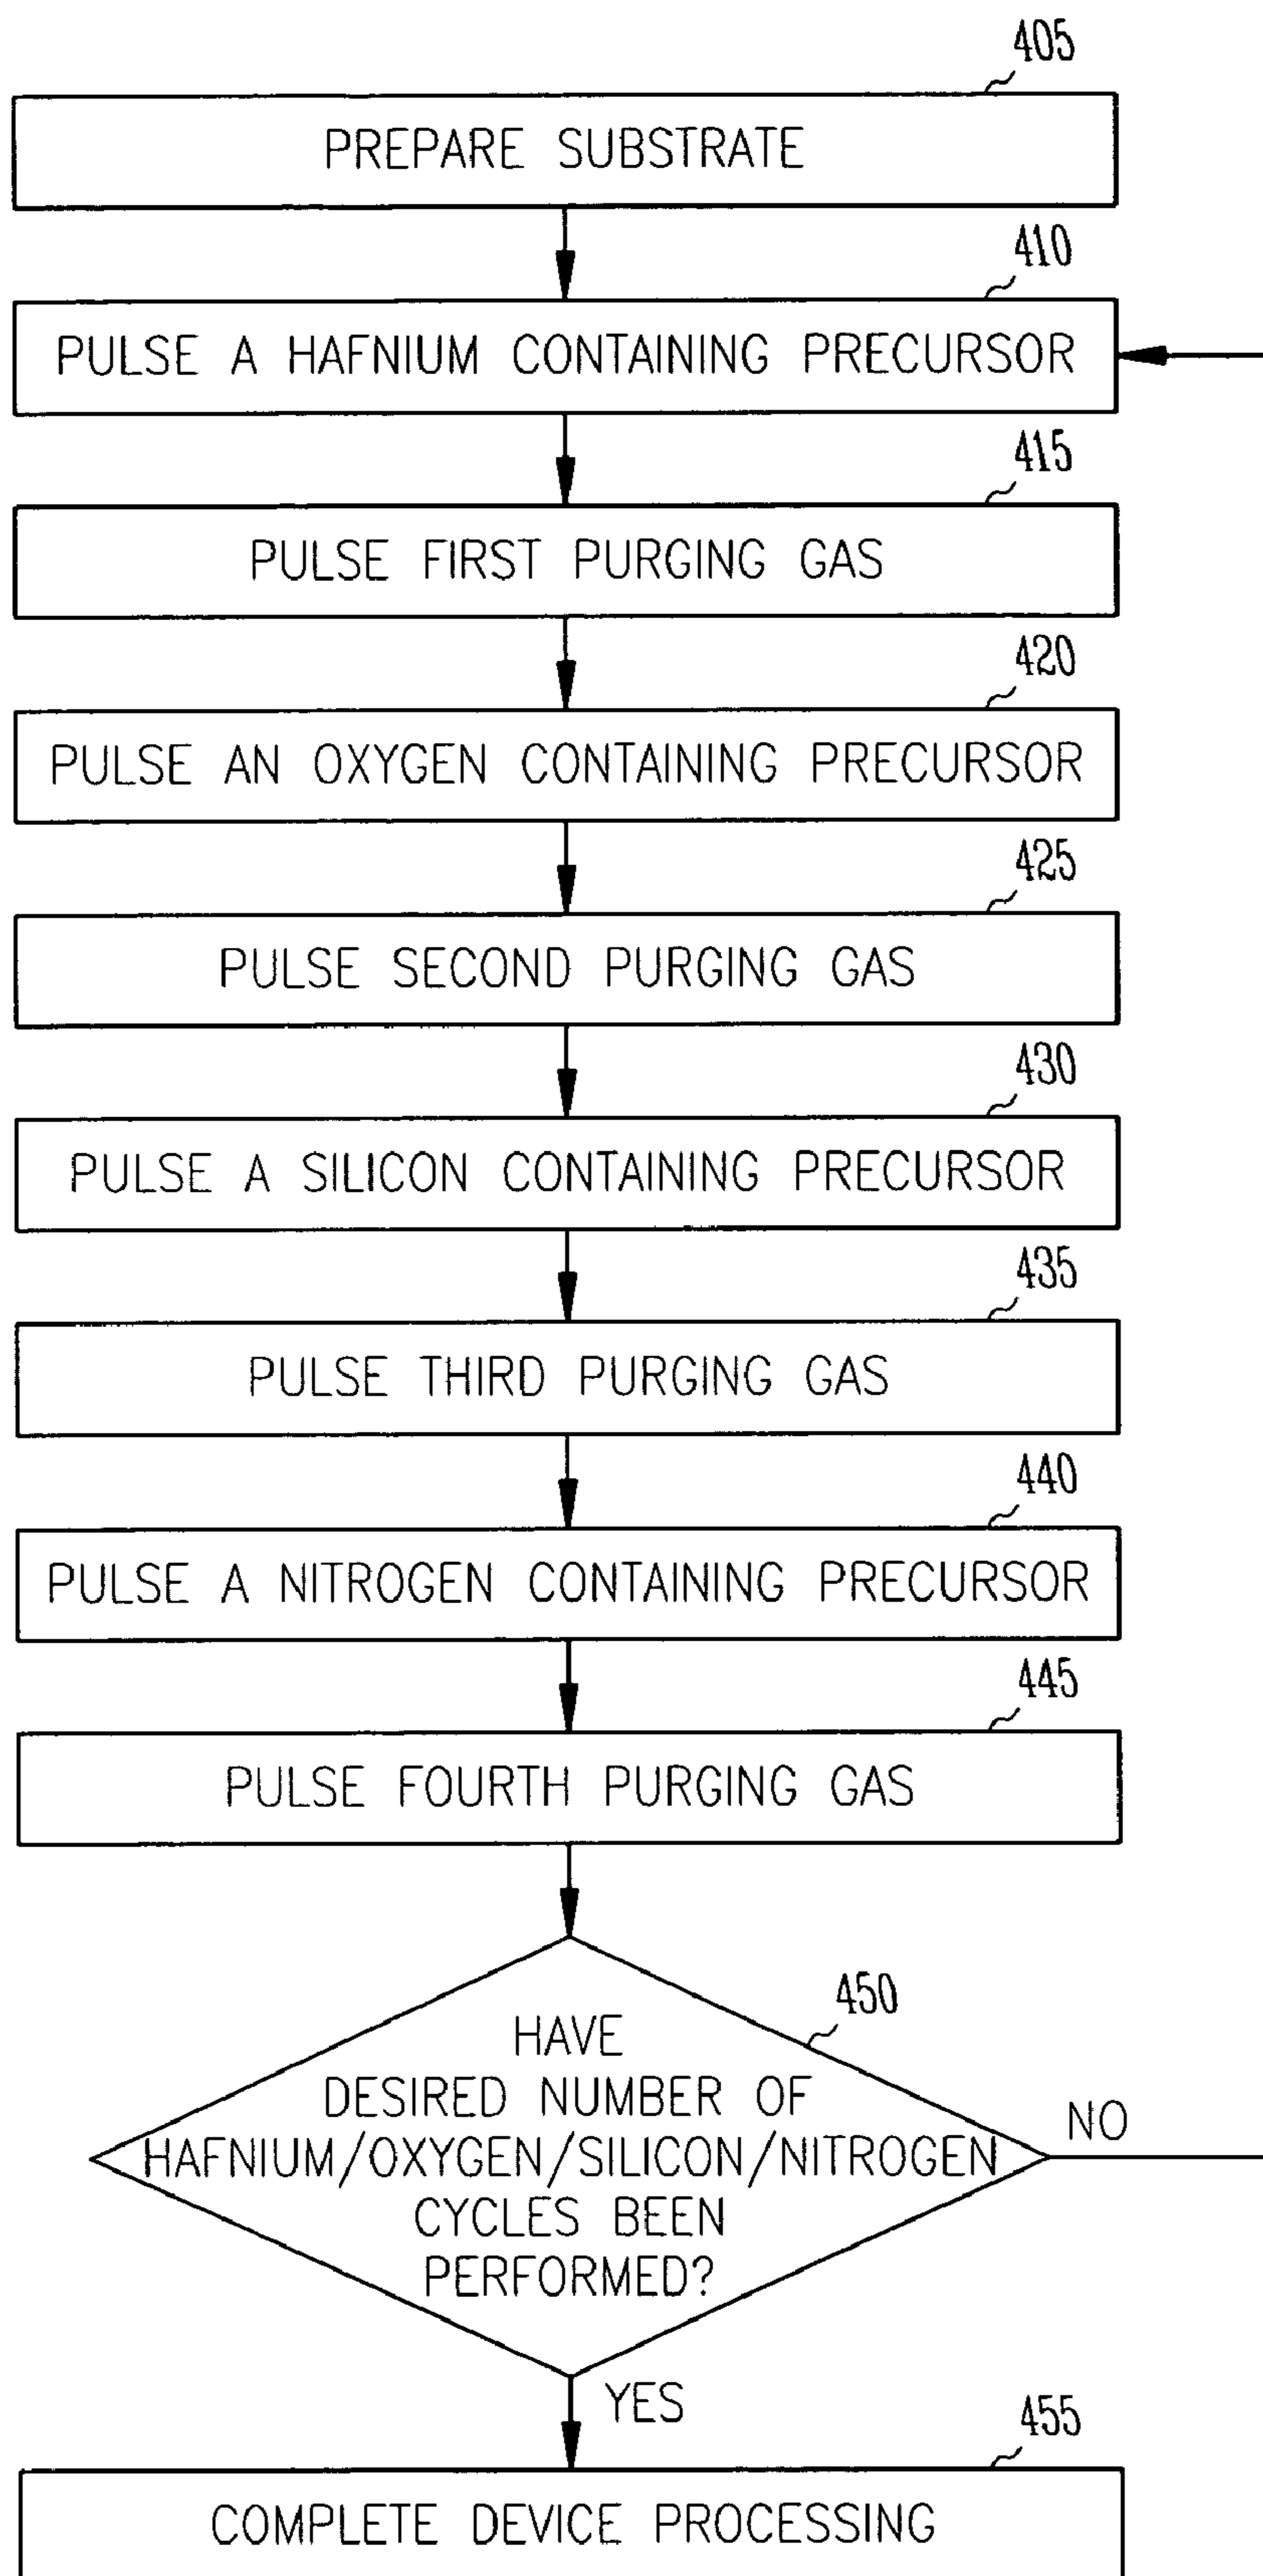 405
PREPARE SUBSTRATE
410
PULSE A HAFNIUM CONTAINING PRECURSOR
415
PULSE FIRST PURGING GAS
420
PULSE AN OXYGEN CONTAINING PRECURSOR
425
PULSE SECOND PURGING GAS
430
PULSE A SILICON CONTAINING PRECURSOR
435
PULSE THIRD PURGING GAS
440
PULSE A NITROGEN CONTAINING PRECURSOR
445
PULSE FOURTH PURGING GAS
450
HAVE
DESIRED NUMBER OF
HAFNIUM/OXYGEN/SILICON/NITROGEN
CYCLES BEEN
PERFORMED?
NO
YES
455
COMPLETE DEVICE PROCESSING